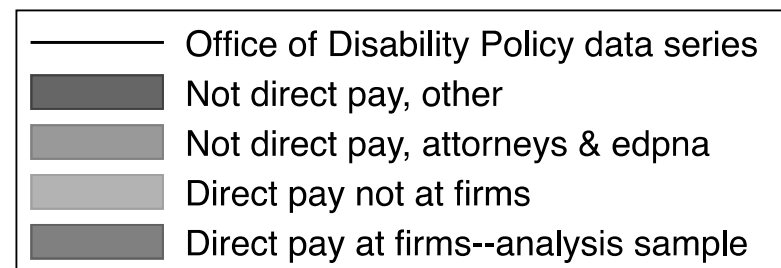 Office of Disability Policy data series
Not direct pay, other
Not direct pay, attorneys & edpna
Direct pay not at firms
Direct pay at firms--analysis sample